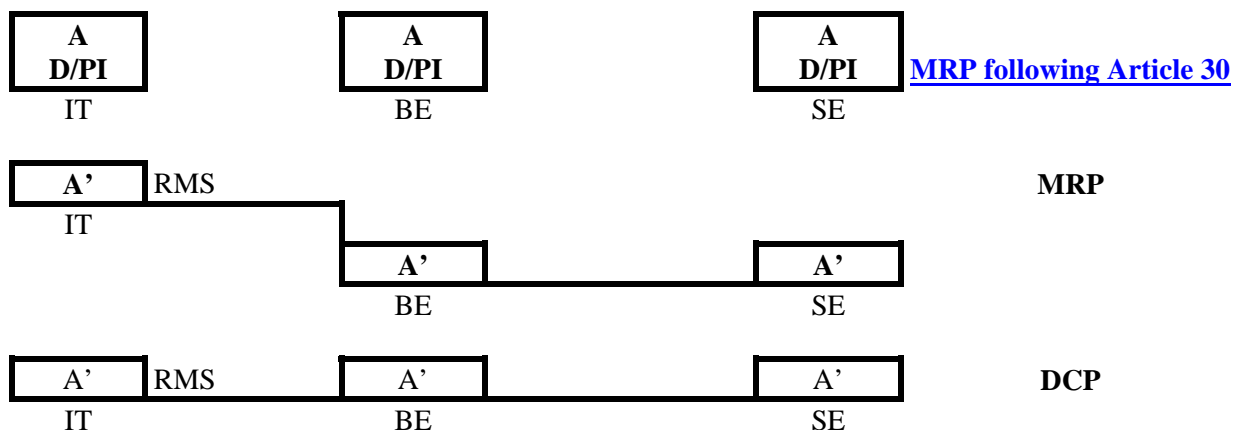 A A A
D/PI D/PI D/PI MRP following Article 30
IT BE SE
A’ RMS MRP
IT
A’ A’
BE SE
A’ RMS A’ A’ DCP
IT BE SE